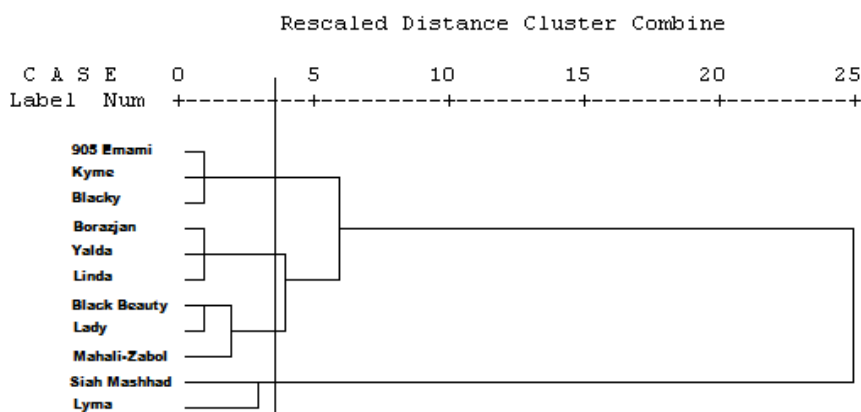 Rescaled Distance Cluster Combine
C A S E 0 5 10 15 20 25
Label Num +---------+---------+---------+---------+---------+
905 Emami
Kyme
Blacky
Borazjan
Yalda
Linda
Black Beauty
Lady
Mahali-Zabol
Siah Mashhad
Lyma